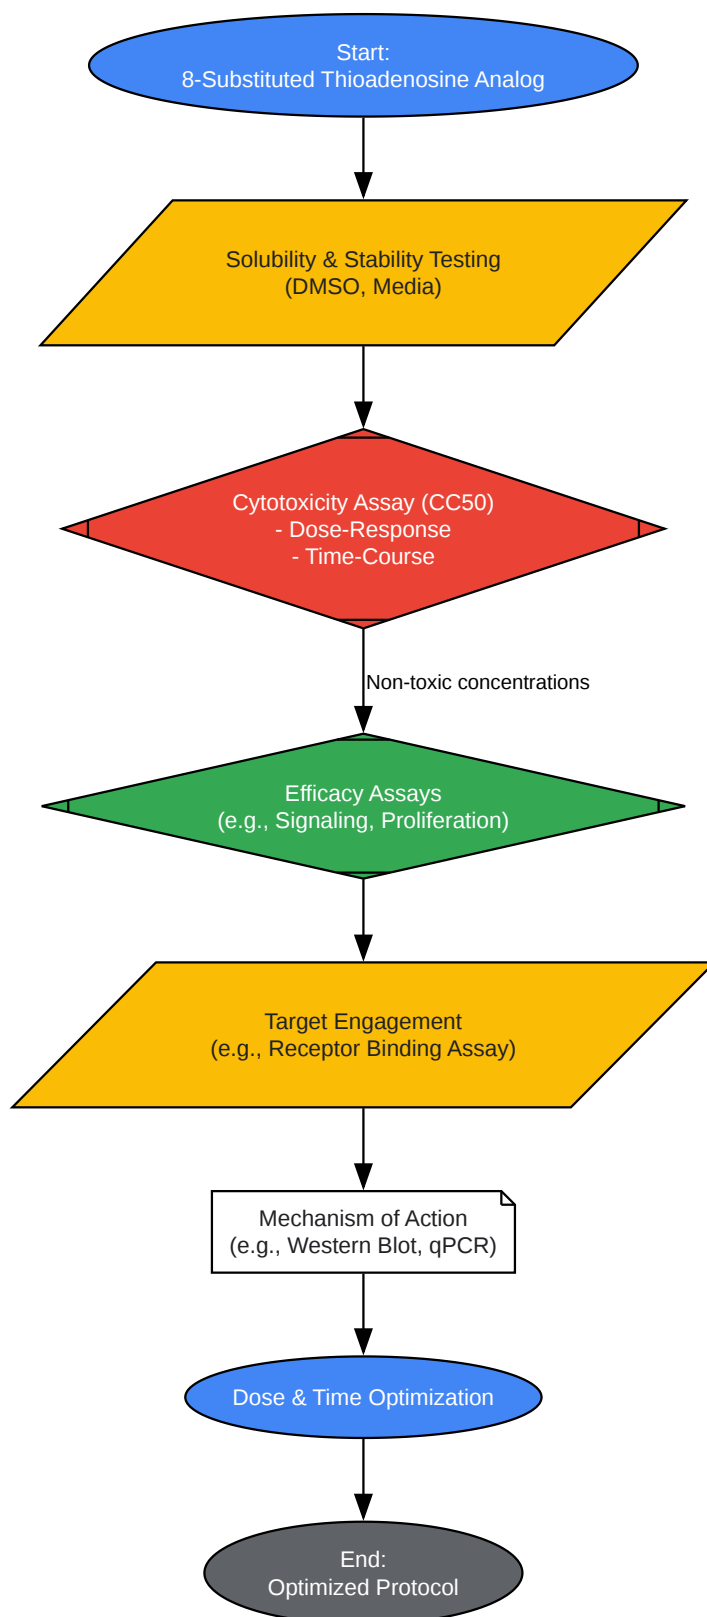 Start:
8-Substituted Thioadenosine Analog
Solubility & Stability Testing
(DMSO, Media)
Cytotoxicity Assay (CC50)
- Dose-Response
- Time-Course
Non-toxic concentrations
Efficacy Assays
(e.g., Signaling, Proliferation)
Target Engagement
(e.g., Receptor Binding Assay)
Mechanism of Action
(e.g., Western Blot, qPCR)
Dose & Time Optimization
End:
Optimized Protocol